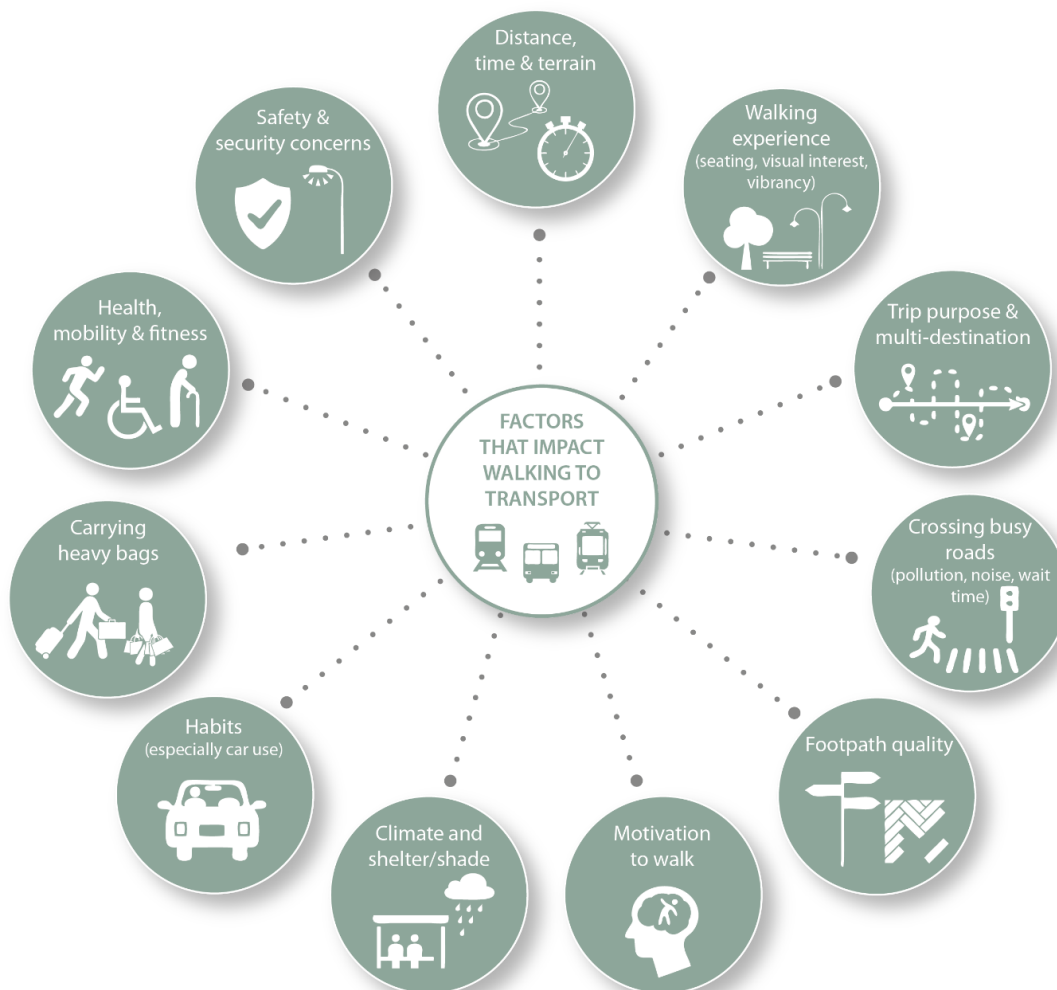 Distance,
time & terrain
Walking
experience
(seating, visual interest,
vibrancy)
Trip purpose &
multi-destination
Crossing busy
roads
(pollution, noise, wait
time)
Footpath quality
Motivation
to walk
Climate and
shelter/shade
Habits
(especially car use)
Carrying
heavy bags
Health,
mobility & fitness
Safety &
security concerns
FACTORS
THAT IMPACT
WALKING TO
TRANSPORT